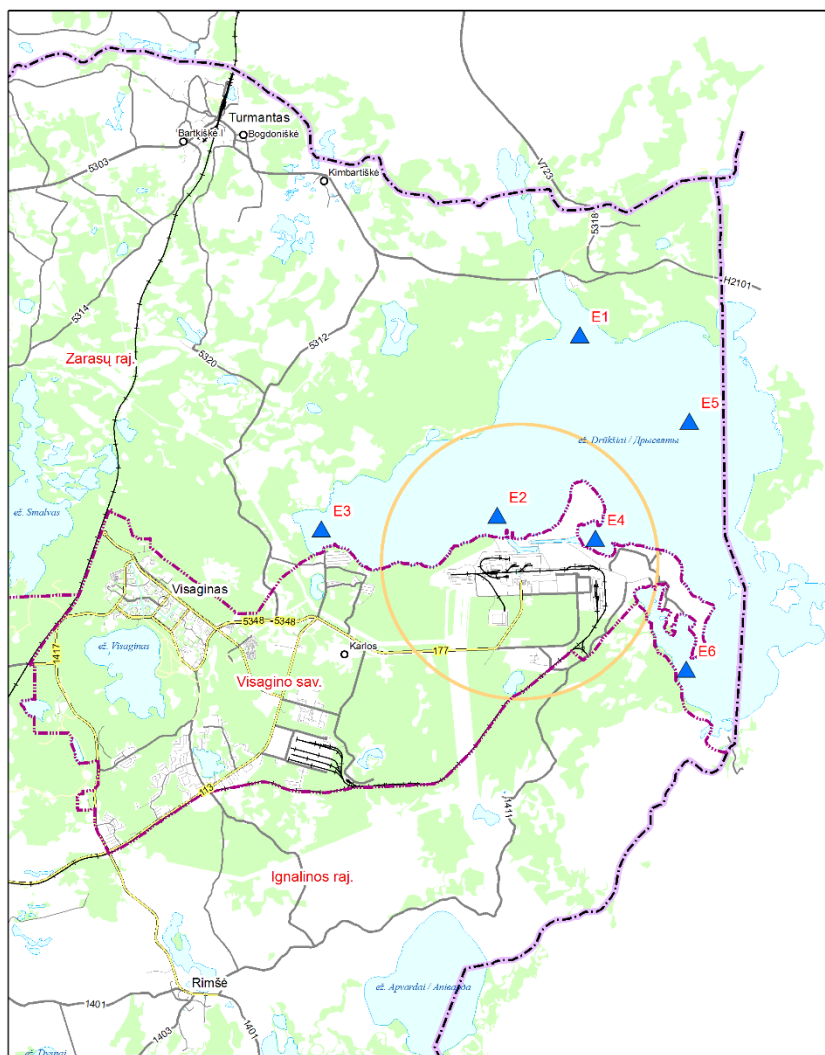 Turmantas
Bartkiškė I
Bogdoniškė
5303
Kimbartiškė
V723
5318
H2101
5314
5312
5320
E1
Zarasų raj.
E5
ež. Drūkšiai / Дрысвяты
E2
ež. Smalvas
E3
E4
Visaginas
5348
5348
177
Karlos
1417
ež. Visaginas
E6
Visagino sav.
113
1411
Ignalinos raj.
Rimšė
ež. Apvardai /
1401
1403
1401